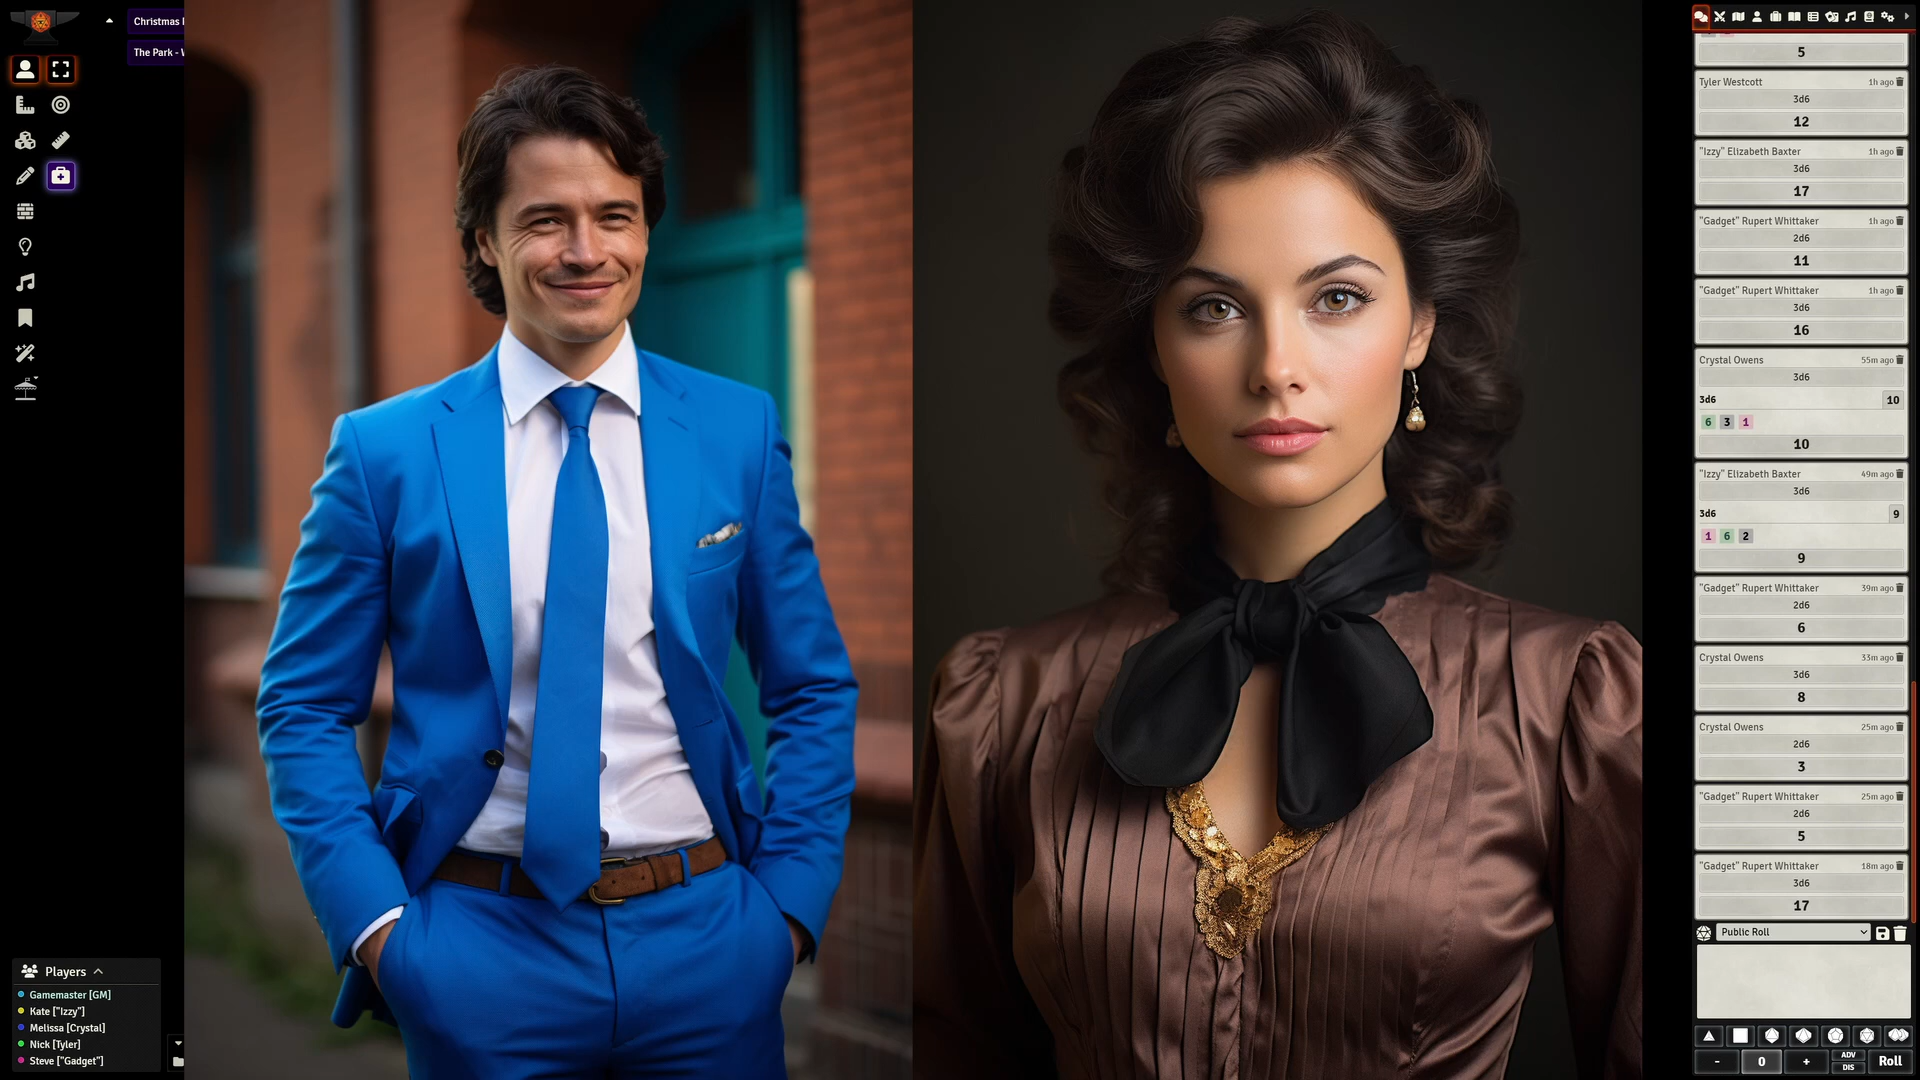 Christmas
The Park -
Players
Gamemaster [GM]
Kate ["Izzy"]
Melissa [Crystal]
Nick [Tyler]
Steve ["Gadget"]
5
Tyler Westcott 1h ago
3d6
12
"Izzy" Elizabeth Baxter 1h ago
3d6
17
"Gadget" Rupert Whittaker 1h ago
2d6
11
"Gadget" Rupert Whittaker 1h ago
3d6
16
Crystal Owens 55m ago
3d6
3d6 10
6 3 1
10
"Izzy" Elizabeth Baxter 49m ago
3d6
3d6 9
1 6 2
9
"Gadget" Rupert Whittaker 39m ago
2d6
6
Crystal Owens 33m ago
3d6
8
Crystal Owens 25m ago
2d6
3
"Gadget" Rupert Whittaker 25m ago
2d6
5
"Gadget" Rupert Whittaker 18m ago
3d6
17
Public Roll
- 0 + ADV DIS Roll